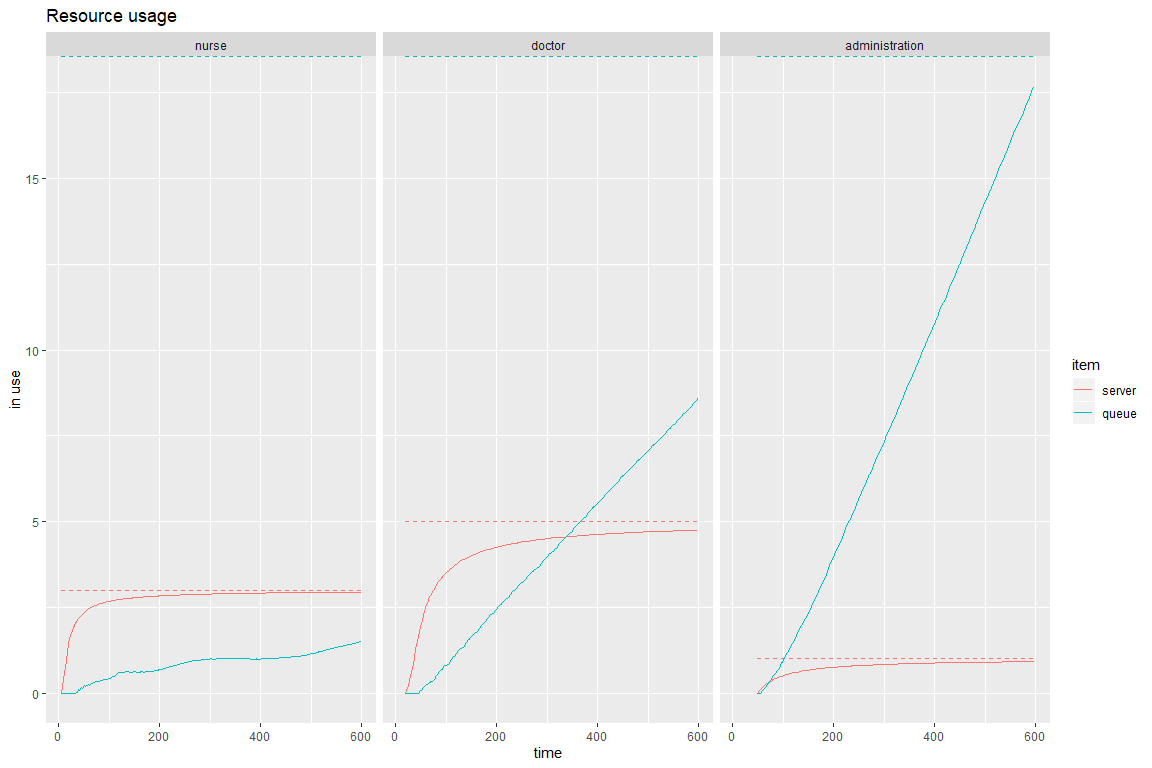 Resource usage
nurse
doctor
administration
15
10
5
0
in use
0 200 400 600
0 200 400 600
0 200 400 600
time
item
server
queue